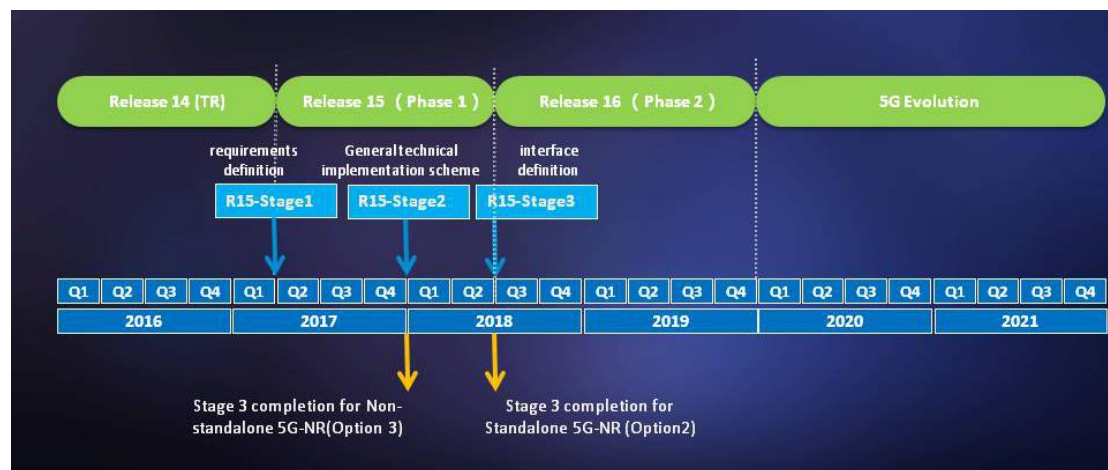 Release 14 (TR)
Release 15 ( Phase 1 )
Release 16 ( Phase 2 )
5G Evolution
requirements
definition
General technical
implementation scheme
interface
definition
R15-Stage1
R15-Stage2
R15-Stage3
Q1 Q2 Q3 Q4 Q1 Q2 Q3 Q4 Q1 Q2 Q3 Q4 Q1 Q2 Q3 Q4 Q1 Q2 Q3 Q4 Q1 Q2 Q3 Q4
2016 2017 2018 2019 2020 2021
Stage 3 completion for Non-
standalone 5G-NR(Option 3)
Stage 3 completion for
Standalone 5G-NR (Option2)